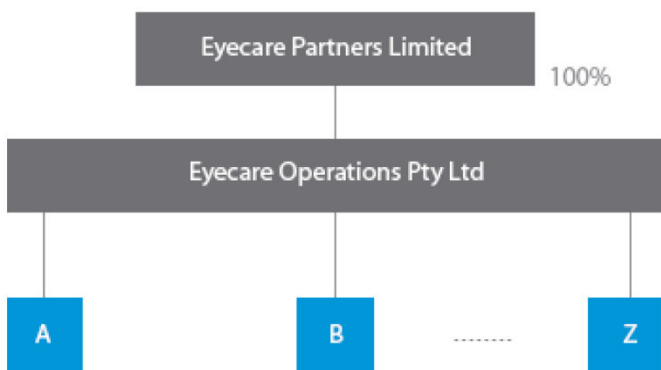 Eyecare Partners Limited
100%
Eyecare Operations Pty Ltd
A
B
Z